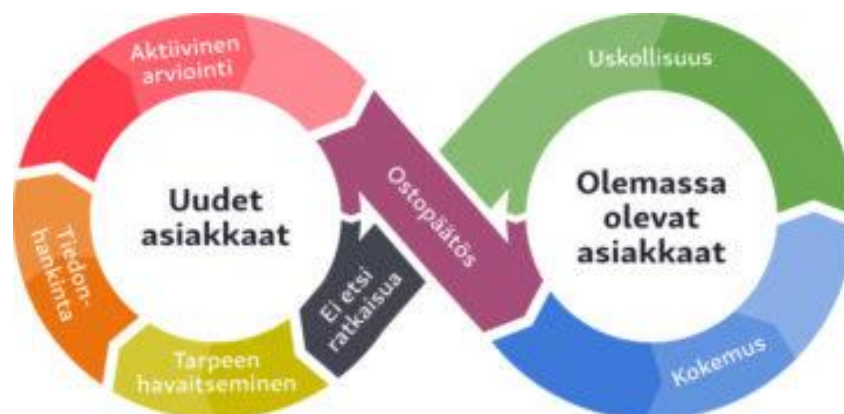 Aktiivinen
arviointi
Uudet
asiakkaat
Tiedon-
hankinta
Tarpeen
havaitseminen
Ei etsi
ratkaisua
Ostopäätös
Uskollisuus
Olemassa
olevat
asiakkaat
Kokemus